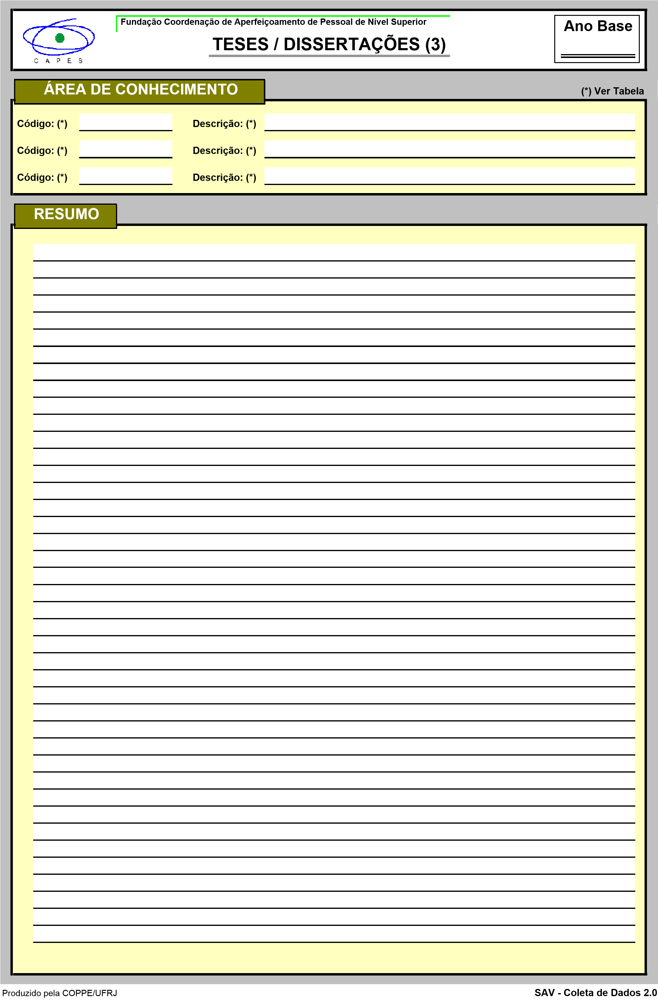 Fundação Coordenação de Aperfeiçoamento de Pessoal de Nível Superior
TESES / DISSERTAÇÕES (3)
Ano Base
C A P E S
ÁREA DE CONHECIMENTO
(*) Ver Tabela
Código: (*) Descrição: (*)
Código: (*) Descrição: (*)
Código: (*) Descrição: (*)
RESUMO
Produzido pela COPPE/UFRJ
SAV - Coleta de Dados 2.0